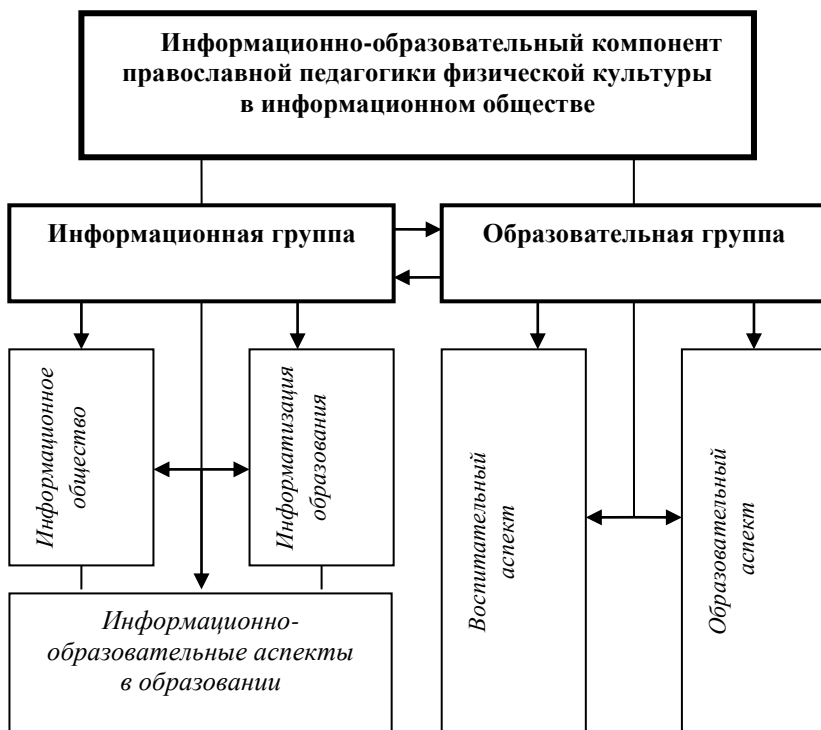 Информационно-образовательный компонент
православной педагогики физической культуры
в информационном обществе
Информационная группа
Образовательная группа
Информационное
общество
Информатизация
образования
Воспитательный
аспект
Образовательный
аспект
Информационно-
образовательные аспекты
в образовании